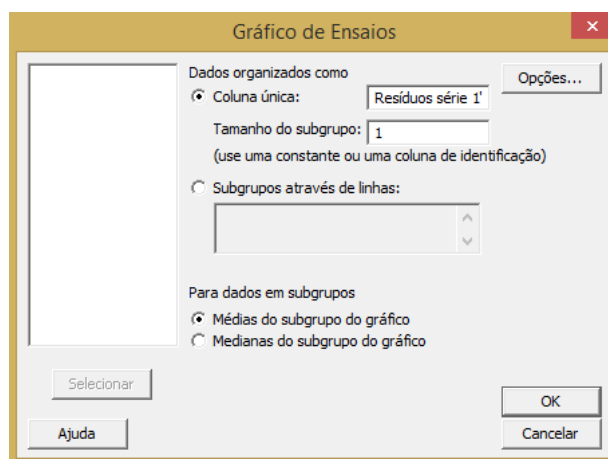 Gráfico de Ensaios
×
Dados organizados como
Opções...
Coluna única:
Resíduos série 1'
Tamanho do subgrupo:
1
(use uma constante ou uma coluna de identificação)
Subgrupos através de linhas:
Para dados em subgrupos
Médias do subgrupo do gráfico
Medianas do subgrupo do gráfico
Selecionar
OK
Ajuda
Cancelar